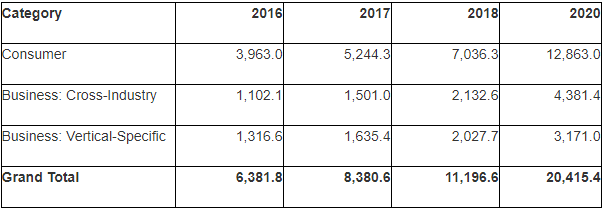 Category 2016 2017 2018 2020
Consumer 3,963.0 5,244.3 7,036.3 12,863.0
Business: Cross-Industry 1,102.1 1,501.0 2,132.6 4,381.4
Business: Vertical-Specific 1,316.6 1,635.4 2,027.7 3,171.0
Grand Total 6,381.8 8,380.6 11,196.6 20,415.4